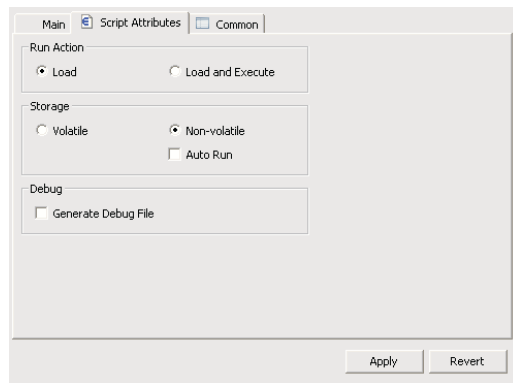 Main Script Attributes Common
Run Action
Load Load and Execute
Storage
Volatile Non-volatile
Auto Run
Debug
Generate Debug File
Apply Revert